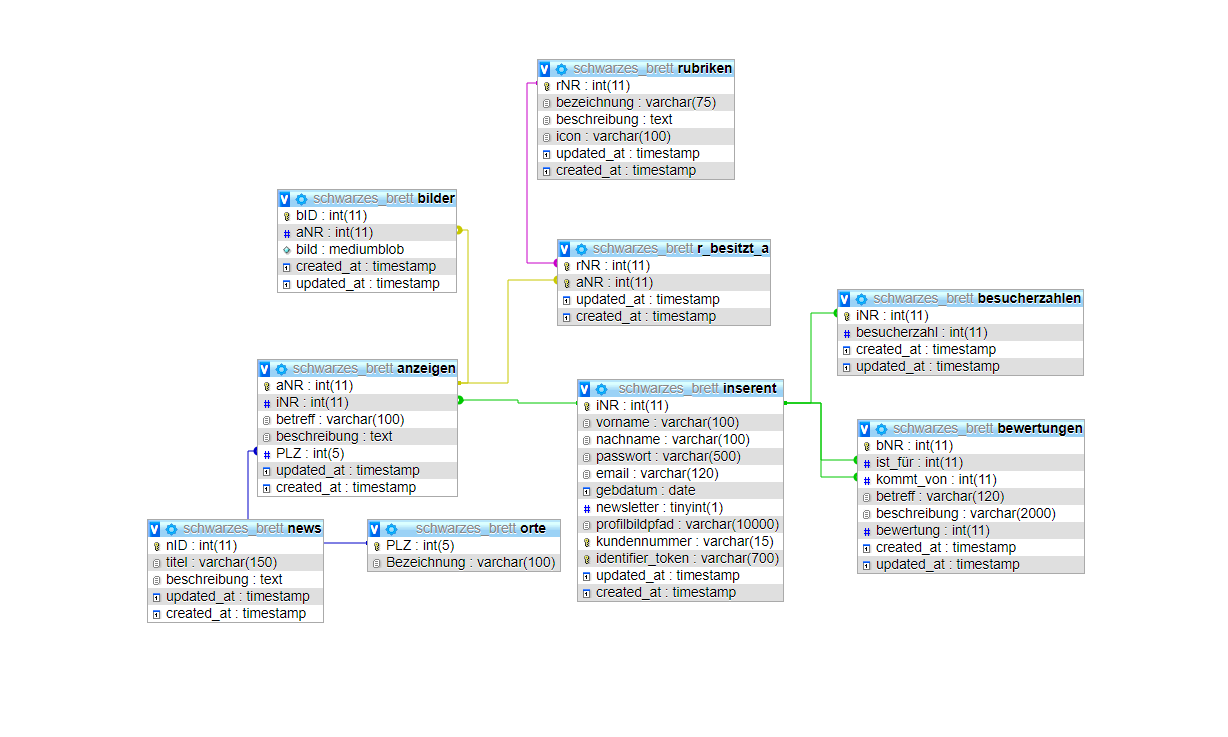 schwarzes_brett rubriken
rNR : int(11)
bezeichnung : varchar(75)
beschreibung : text
icon : varchar(100)
updated_at : timestamp
created_at : timestamp
schwarzes_brett bilder
bID : int(11)
aNR : int(11)
bild : mediumblob
created_at : timestamp
updated_at : timestamp
schwarzes_brett r_besitzt_a
rNR : int(11)
aNR : int(11)
updated_at : timestamp
created_at : timestamp
schwarzes_brett besucherzahlen
iNR : int(11)
besucherzahl : int(11)
created_at : timestamp
updated_at : timestamp
schwarzes_brett anzeigen
aNR : int(11)
iNR : int(11)
betreff : varchar(100)
beschreibung : text
PLZ : int(5)
updated_at : timestamp
created_at : timestamp
schwarzes_brett inserent
iNR : int(11)
vorname : varchar(100)
nachname : varchar(100)
passwort : varchar(500)
email : varchar(120)
gebdatum : date
newsletter : tinyint(1)
profilbildpfad : varchar(10000)
kundennummer : varchar(15)
identifier_token : varchar(700)
updated_at : timestamp
created_at : timestamp
schwarzes_brett bewertungen
bNR : int(11)
ist_für : int(11)
kommt_von : int(11)
betreff : varchar(120)
beschreibung : varchar(2000)
bewertung : int(11)
created_at : timestamp
updated_at : timestamp
schwarzes_brett news
nID : int(11)
titel : varchar(150)
beschreibung : text
updated_at : timestamp
created_at : timestamp
schwarzes_brett orte
PLZ : int(5)
Bezeichnung : varchar(100)